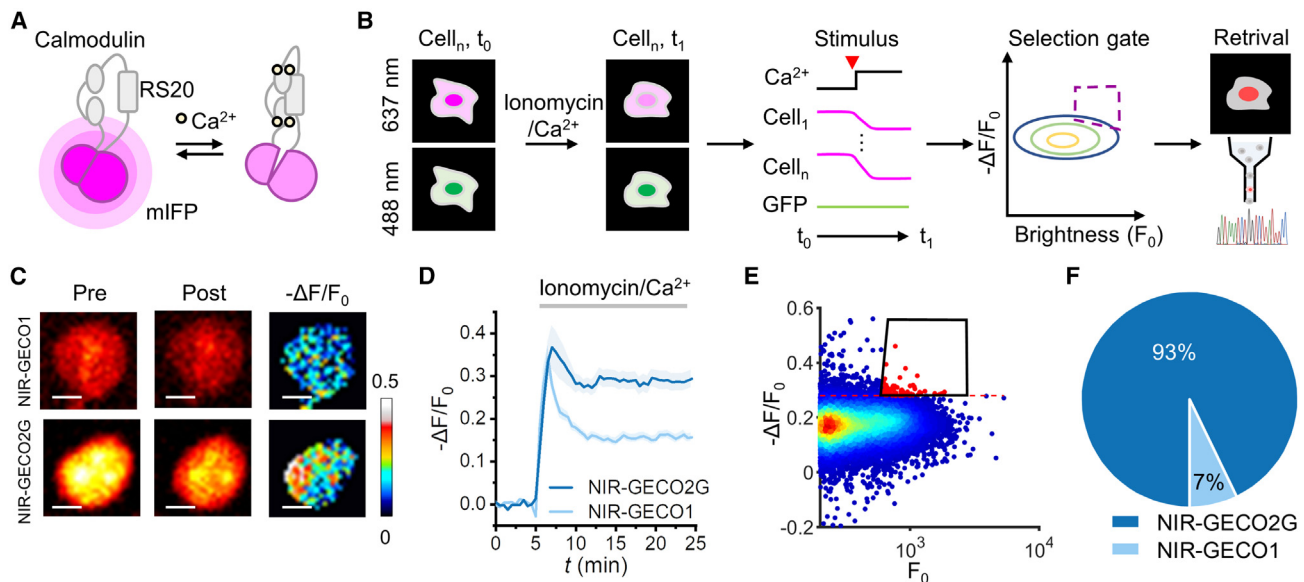 A
Calmodulin
RS20
Ca²⁺
mIFP
B
Cellₙ, t₀
Cellₙ, t₁
637 nm
488 nm
Ionomycin
/Ca²⁺
Stimulus
Ca²⁺
Cell₁
⋮
Cellₙ
GFP
t₀
t₁
Selection gate
-ΔF/F₀
Brightness (F₀)
Retrival
C
Pre
Post
-ΔF/F₀
NIR-GECO1
NIR-GECO2G
0.5
0
D
Ionomycin/Ca²⁺
-ΔF/F₀
0.4
0.3
0.2
0.1
0.0
NIR-GECO2G
NIR-GECO1
0
5
10
15
20
25
t (min)
E
-ΔF/F₀
0.6
0.4
0.2
0
-0.2
10³
10⁴
F₀
F
93%
7%
NIR-GECO2G
NIR-GECO1